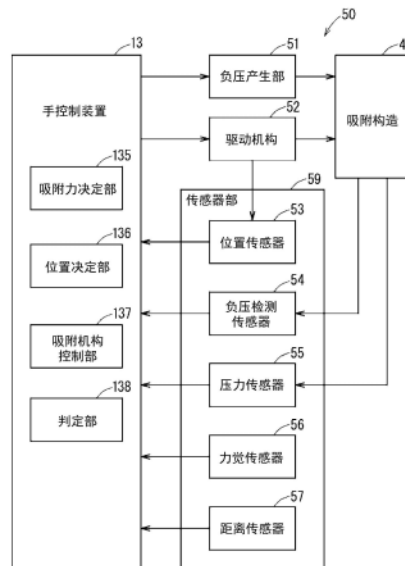 50
13
51
4
手控制装置
负压产生部
52
吸附构造
驱动机构
135
吸附力决定部
59
传感器部
53
位置传感器
136
位置决定部
54
负压检测
传感器
137
吸附机构
控制部
55
压力传感器
138
判定部
56
力觉传感器
57
距离传感器